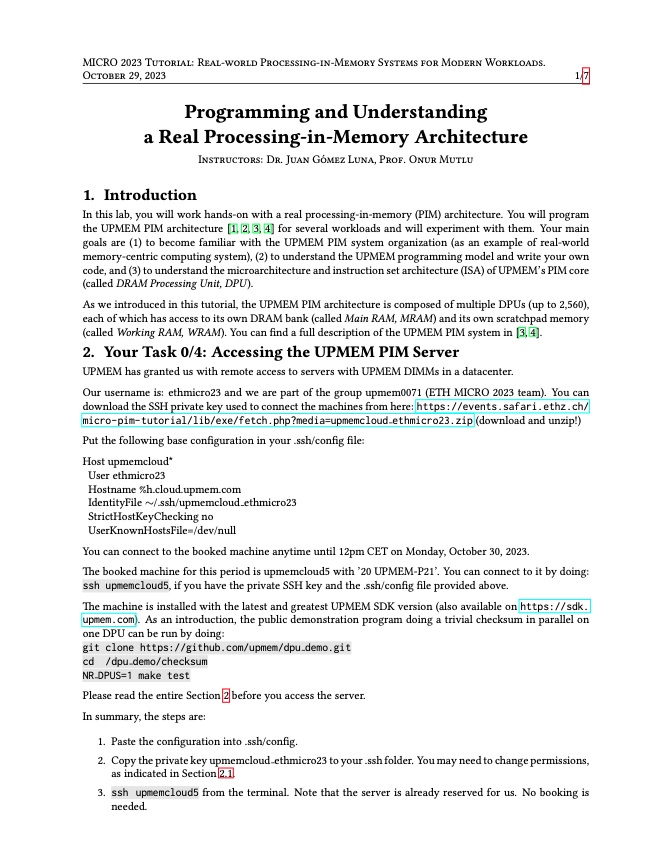 MICRO 2023 Tutorial: Real-world Processing-in-Memory Systems for Modern Workloads.
October 29, 2023 1/7
Programming and Understanding
a Real Processing-in-Memory Architecture
Instructors: Dr. Juan Gómez Luna, Prof. Onur Mutlu
1. Introduction
In this lab, you will work hands-on with a real processing-in-memory (PIM) architecture. You will program
the UPMEM PIM architecture [1, 2, 3, 4] for several workloads and will experiment with them. Your main
goals are (1) to become familiar with the UPMEM PIM system organization (as an example of real-world
memory-centric computing system), (2) to understand the UPMEM programming model and write your own
code, and (3) to understand the microarchitecture and instruction set architecture (ISA) of UPMEM's PIM core
(called DRAM Processing Unit, DPU).
As we introduced in this tutorial, the UPMEM PIM architecture is composed of multiple DPUs (up to 2,560),
each of which has access to its own DRAM bank (called Main RAM, MRAM) and its own scratchpad memory
(called Working RAM, WRAM). You can find a full description of the UPMEM PIM system in [3, 4].
2. Your Task 0/4: Accessing the UPMEM PIM Server
UPMEM has granted us with remote access to servers with UPMEM DIMMs in a datacenter.
Our username is: ethmicro23 and we are part of the group upmem0071 (ETH MICRO 2023 team). You can
download the SSH private key used to connect the machines from here: https://events.safari.ethz.ch/
micro-pim-tutorial/lib/exe/fetch.php?media=upmemcloud_ethmicro23.zip (download and unzip!)
Put the following base configuration in your .ssh/config file:
Host upmemcloud*
User ethmicro23
Hostname %h.cloud.upmem.com
IdentityFile ~/.ssh/upmemcloud_ethmicro23
StrictHostKeyChecking no
UserKnownHostsFile=/dev/null
You can connect to the booked machine anytime until 12pm CET on Monday, October 30, 2023.
The booked machine for this period is upmemcloud5 with '20 UPMEM-P21'. You can connect to it by doing:
ssh upmemcloud5, if you have the private SSH key and the .ssh/config file provided above.
The machine is installed with the latest and greatest UPMEM SDK version (also available on https://sdk.
upmem.com). As an introduction, the public demonstration program doing a trivial checksum in parallel on
one DPU can be run by doing:
git clone https://github.com/upmem/dpu_demo.git
cd /dpu_demo/checksum
NR_DPUS=1 make test
Please read the entire Section 2 before you access the server.
In summary, the steps are:
1. Paste the configuration into .ssh/config.
2. Copy the private key upmemcloud_ethmicro23 to your .ssh folder. You may need to change permissions,
as indicated in Section 2.1.
3. ssh upmemcloud5 from the terminal. Note that the server is already reserved for us. No booking is
needed.